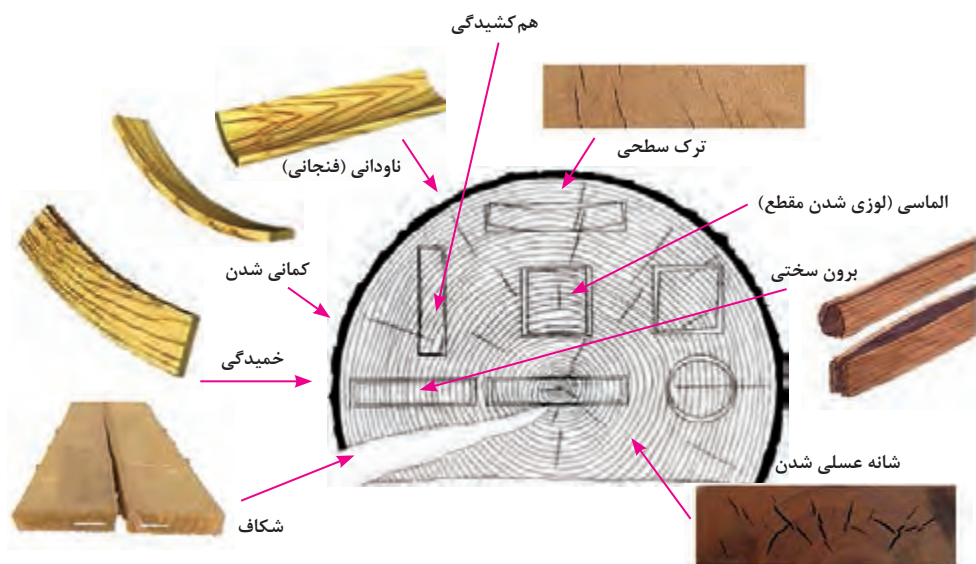 هم کشیدگی
ترک سطحی
ناودانی (فنجانی)
الماسی (لوزی شدن مقطع)
برون سختی
کمانی شدن
خمیدگی
شانه عسلی شدن
شکاف